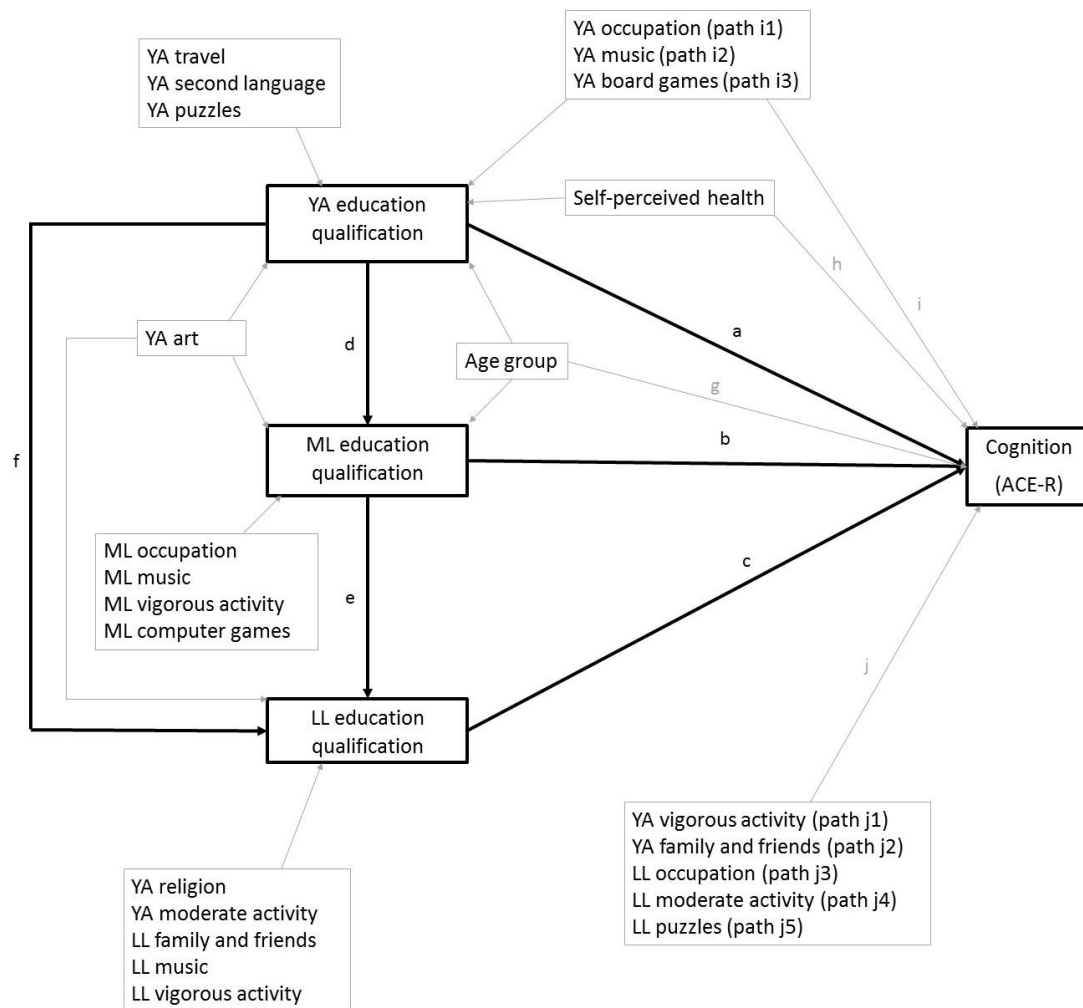 YA travel
YA second language
YA puzzles
YA occupation (path i1)
YA music (path i2)
YA board games (path i3)
YA education
qualification
Self-perceived health
h
i
a
YA art
d
Age group
g
f
ML education
qualification
b
Cognition
(ACE-R)
ML occupation
ML music
ML vigorous activity
ML computer games
e
c
j
LL education
qualification
YA vigorous activity (path j1)
YA family and friends (path j2)
LL occupation (path j3)
LL moderate activity (path j4)
LL puzzles (path j5)
YA religion
YA moderate activity
LL family and friends
LL music
LL vigorous activity